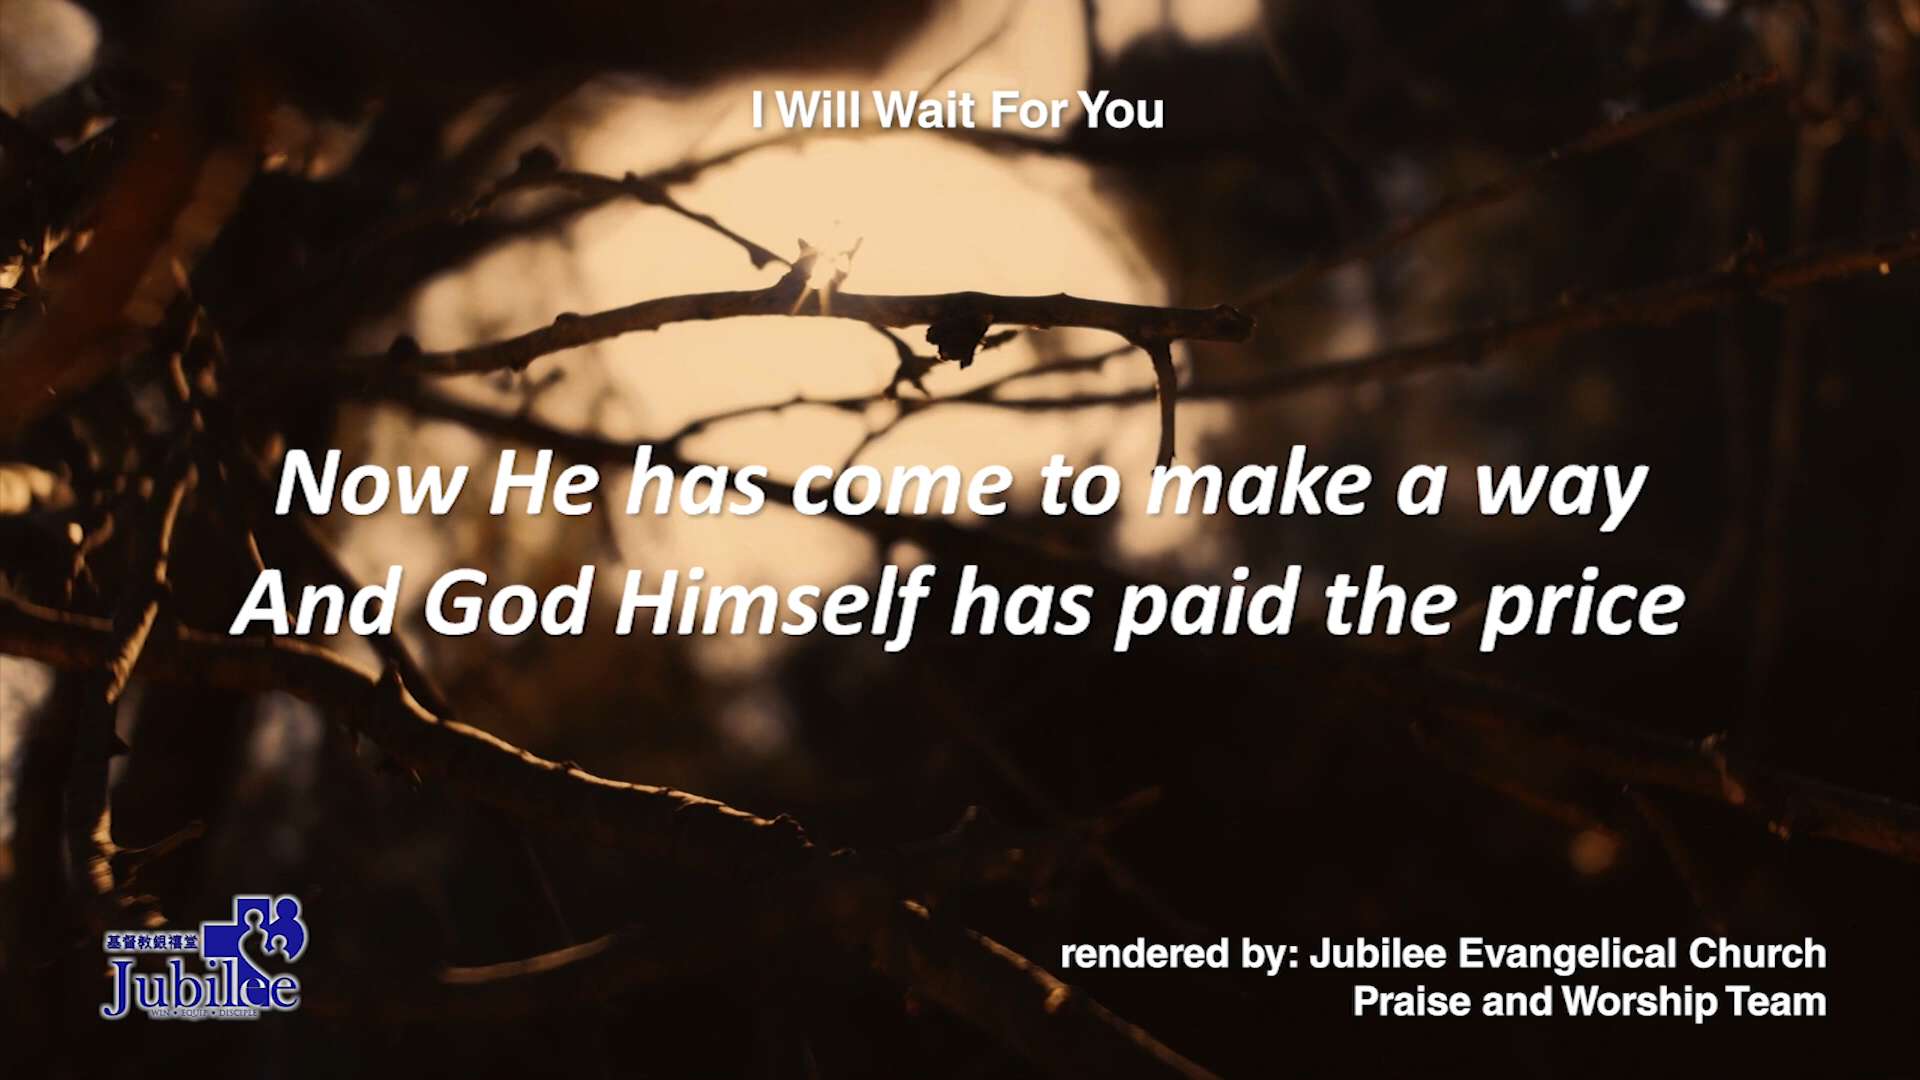 I Will Wait For You
Now He has come to make a way
And God Himself has paid the price
基督教銀禧堂
Jubilee
WIN • EQUIP • DISCIPLE
rendered by: Jubilee Evangelical Church
Praise and Worship Team